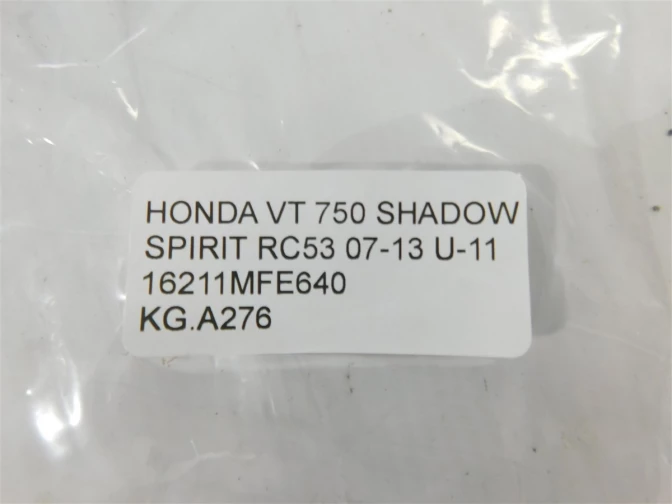 HONDA VT 750 SHADOW
SPIRIT RC53 07-13 U-11
16211MFE640
KG.A276